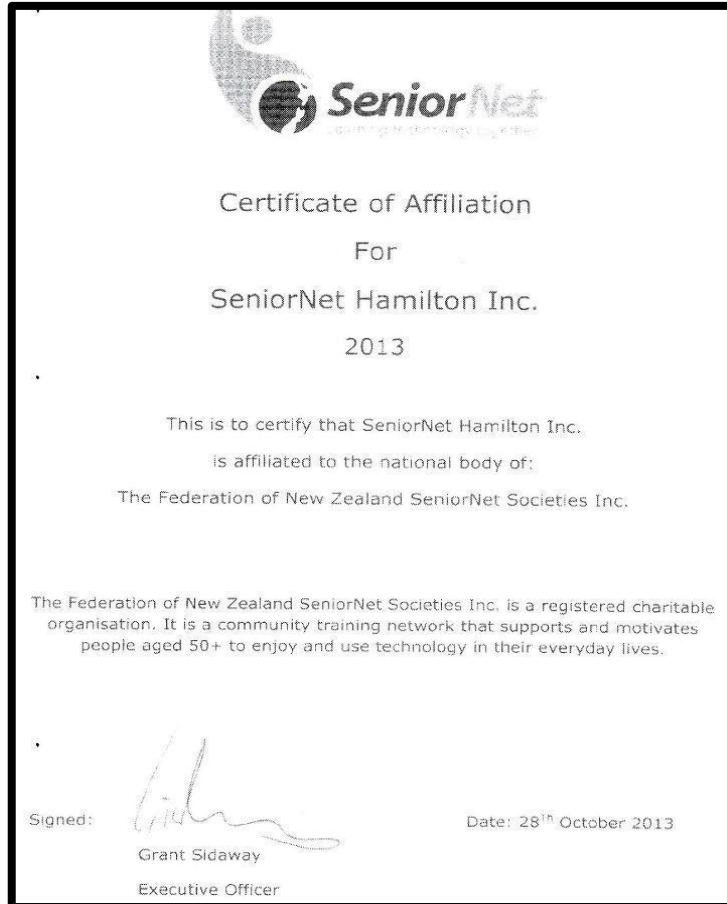 SeniorNet
Learning technology together
Certificate of Affiliation
For
SeniorNet Hamilton Inc.
2013
This is to certify that SeniorNet Hamilton Inc.
is affiliated to the national body of:
The Federation of New Zealand SeniorNet Societies Inc.
The Federation of New Zealand SeniorNet Societies Inc. is a registered charitable
organisation. It is a community training network that supports and motivates
people aged 50+ to enjoy and use technology in their everyday lives.
Signed:
Date: 28th October 2013
Grant Sidaway
Executive Officer